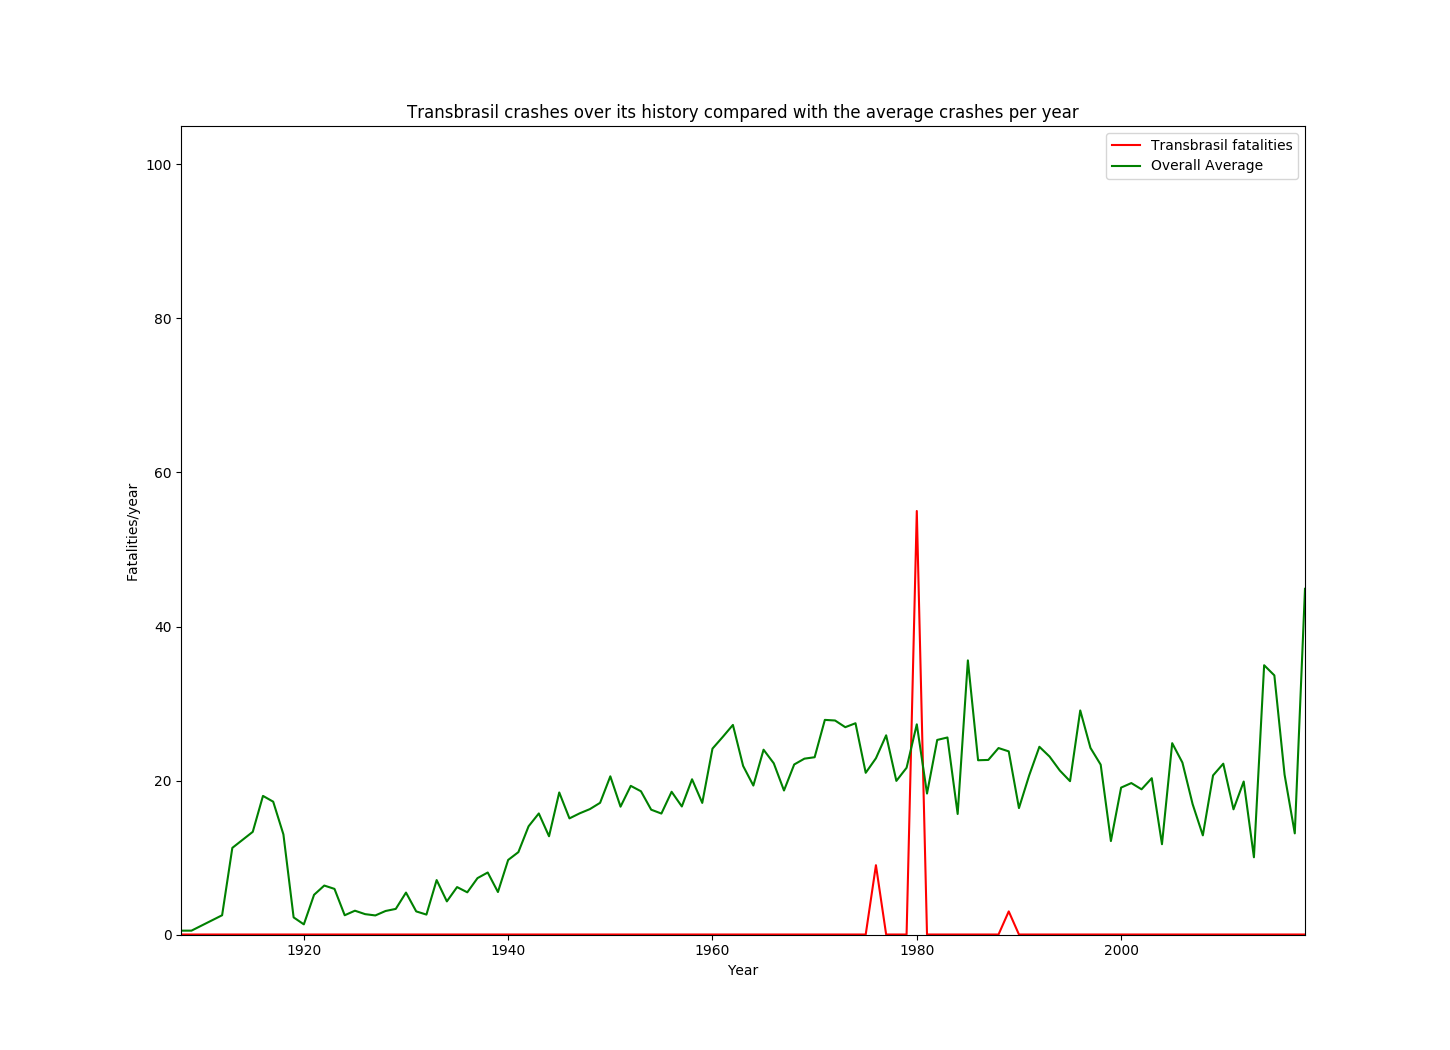 Transbrasil crashes over its history compared with the average crashes per year
Transbrasil fatalities
Overall Average
100
80
60
40
20
0
Fatalities/year
1920
1940
1960
1980
2000
Year